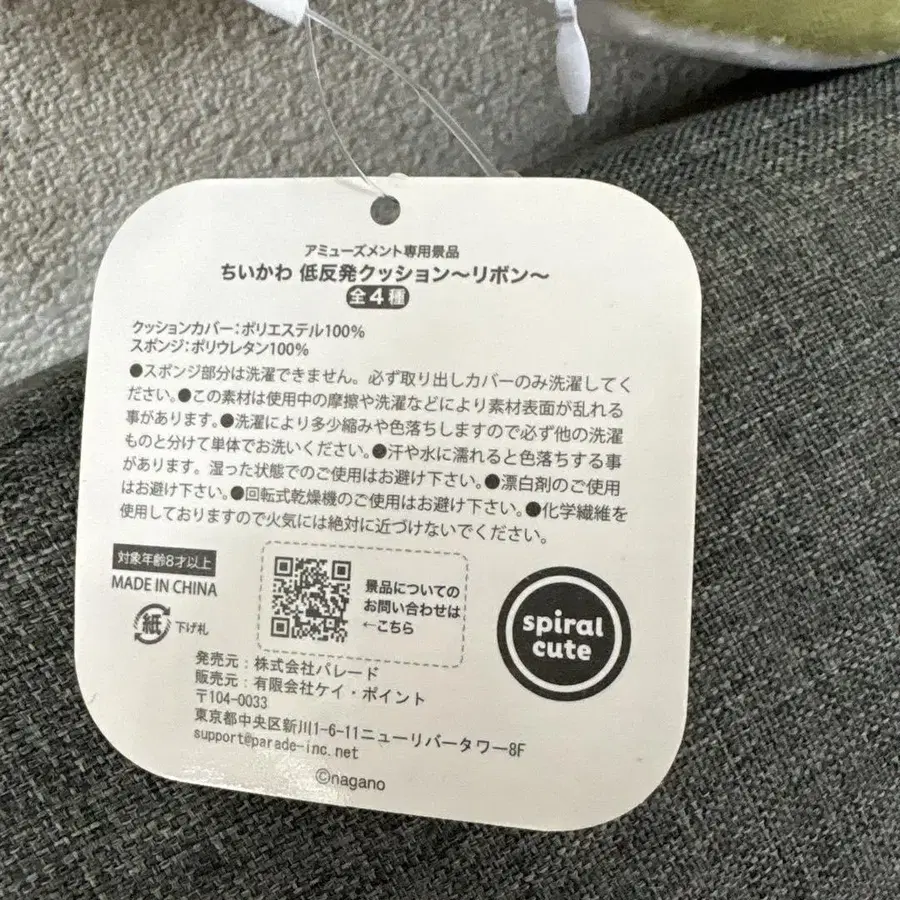 アミューズメント専用景品
ちいかわ 低反発クッション〜リボン〜
全4種
クッションカバー：ポリエステル100%
スポンジ：ポリウレタン100%
●スポンジ部分は洗濯できません。必ず取り出しカバーのみ洗濯してく
ださい。●この素材は使用中の摩擦や洗濯などにより素材表面が乱れる
事があります。●洗濯により多少縮みや色落ちしますので必ず他の洗濯
ものと分けて単体でお洗いください。●汗や水に濡れると色落ちする事
があります。湿った状態でのご使用はお避け下さい。●漂白剤のご使用
はお避け下さい。●回転式乾燥機のご使用はお避け下さい。●化学繊維を
使用しておりますので火気には絶対に近づけないでください。
対象年齢8才以上
MADE IN CHINA
紙 下げ札
景品についての
お問い合わせは
←こちら
spiral
cute
発売元：株式会社パレード
販売元：有限会社ケイ・ポイント
〒104-0033
東京都中央区新川1-6-11ニューリバータワー8F
support@parade-inc.net
©nagano